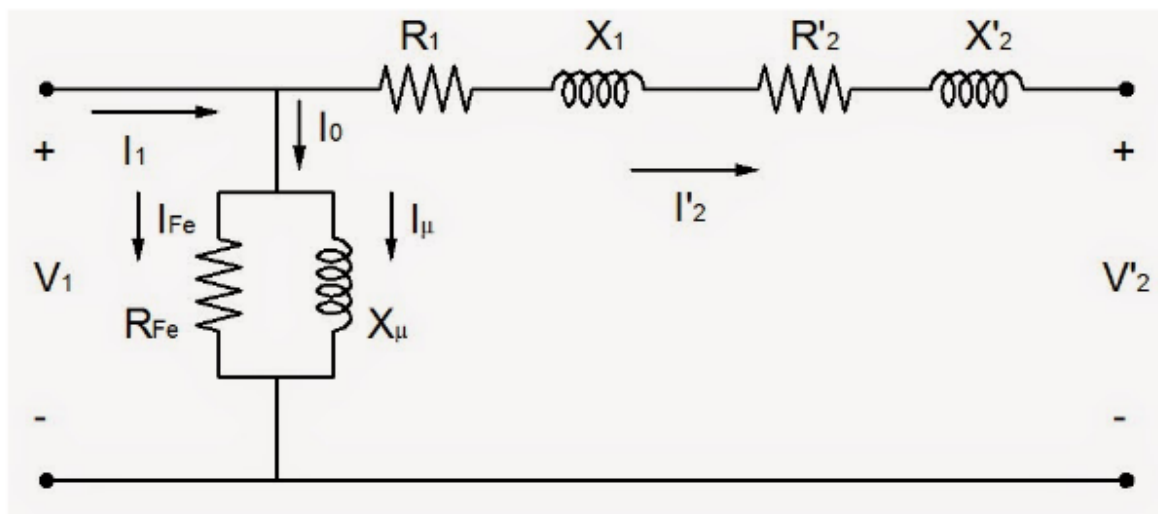 R1 X1 R'2 X'2
I0
+ I1 +
IFe Iμ I'2
V1 V'2
RFe Xμ
- -